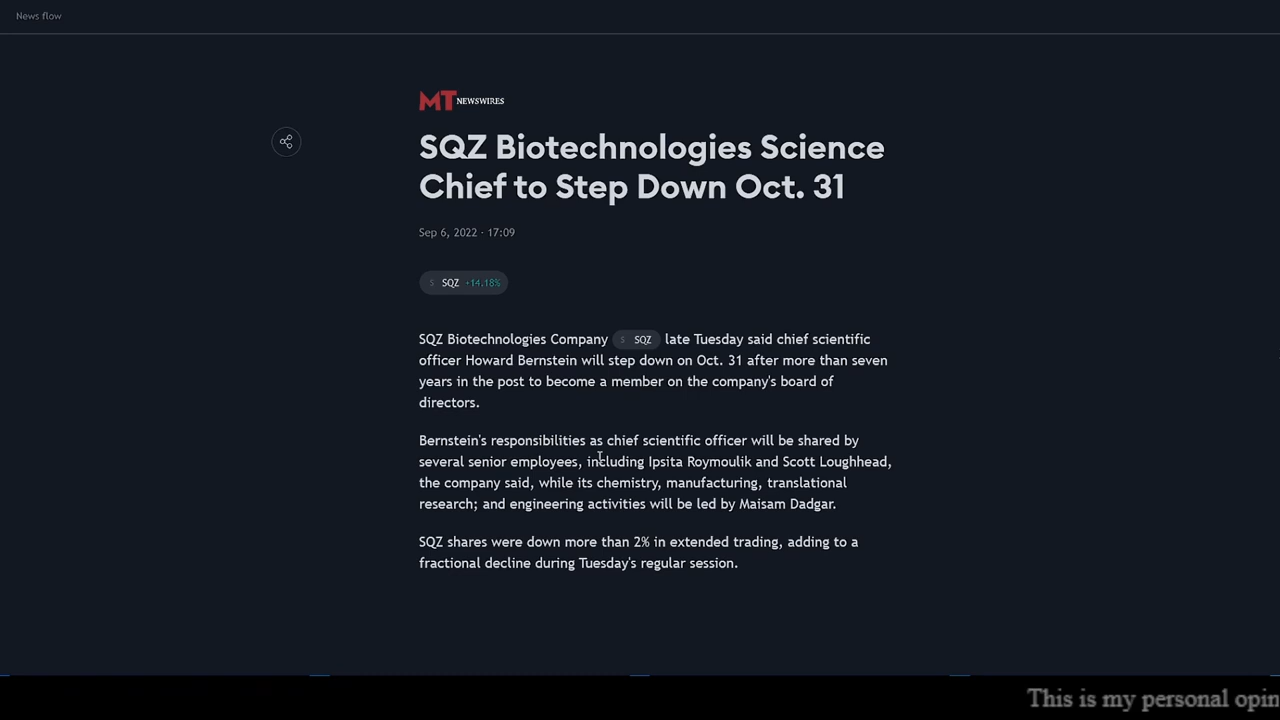 News flow
MT NEWSWIRES
SQZ Biotechnologies Science
Chief to Step Down Oct. 31
Sep 6, 2022 · 17:09
S SQZ +14.18%
SQZ Biotechnologies Company S SQZ late Tuesday said chief scientific
officer Howard Bernstein will step down on Oct. 31 after more than seven
years in the post to become a member on the company's board of
directors.
Bernstein's responsibilities as chief scientific officer will be shared by
several senior employees, including Ipsita Roymoulik and Scott Loughhead,
the company said, while its chemistry, manufacturing, translational
research; and engineering activities will be led by Maisam Dadgar.
SQZ shares were down more than 2% in extended trading, adding to a
fractional decline during Tuesday's regular session.
This is my personal opin